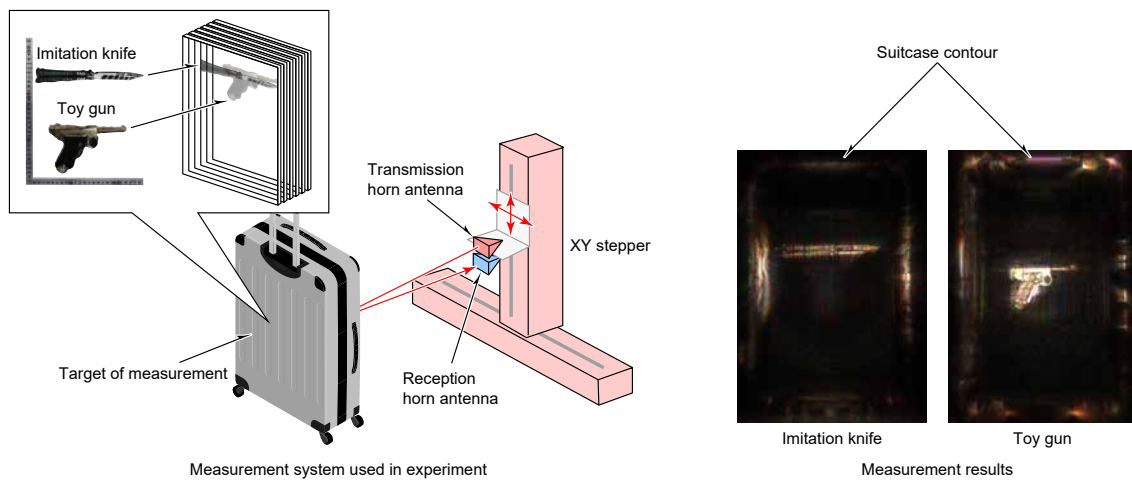 Imitation knife
Toy gun
Transmission
horn antenna
XY stepper
Target of measurement
Reception
horn antenna
Measurement system used in experiment
Suitcase contour
Imitation knife
Toy gun
Measurement results